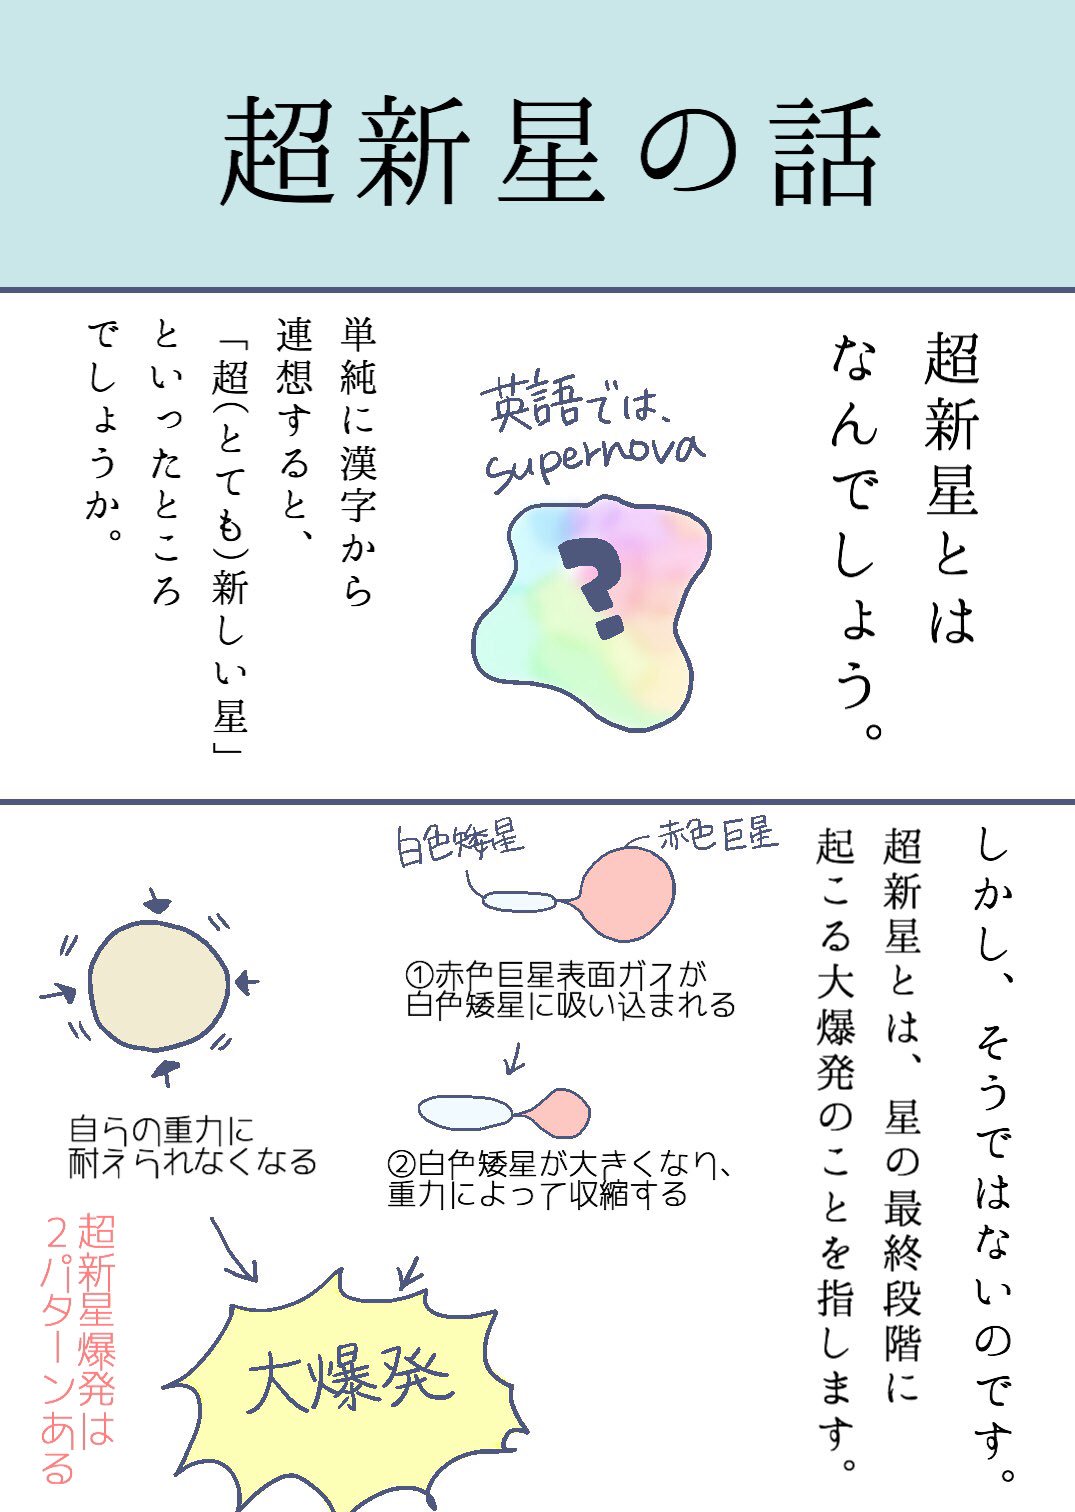 超新星の話
超新星とは
なんでしょう。
英語では、
supernova
?
単純に漢字から
連想すると、
「超(とても)新しい星」
といったところ
でしょうか。
しかし、そうではないのです。
超新星とは、星の最終段階に
起こる大爆発のことを指します。
赤色巨星
白色矮星
①赤色巨星表面ガスが
白色矮星に吸い込まれる
②白色矮星が大きくなり、
重力によって収縮する
自らの重力に
耐えられなくなる
大爆発
超新星爆発は
2パターンある